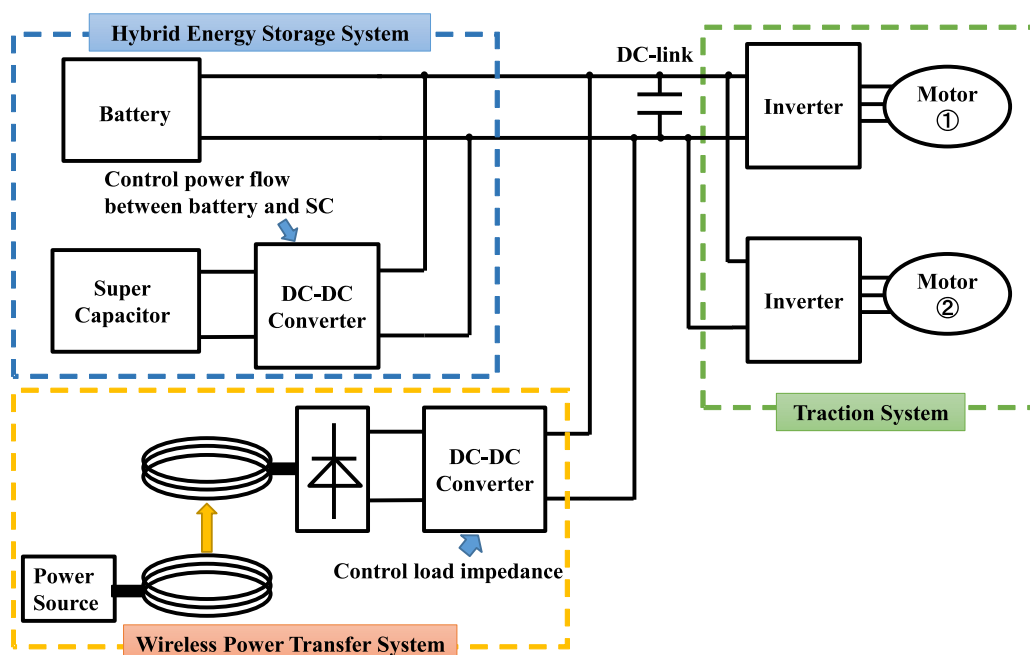 Hybrid Energy Storage System
Battery
Control power flow
between battery and SC
Super
Capacitor
DC-DC
Converter
DC-link
Inverter
Motor
①
Inverter
Motor
②
Traction System
DC-DC
Converter
Control load impedance
Power
Source
Wireless Power Transfer System